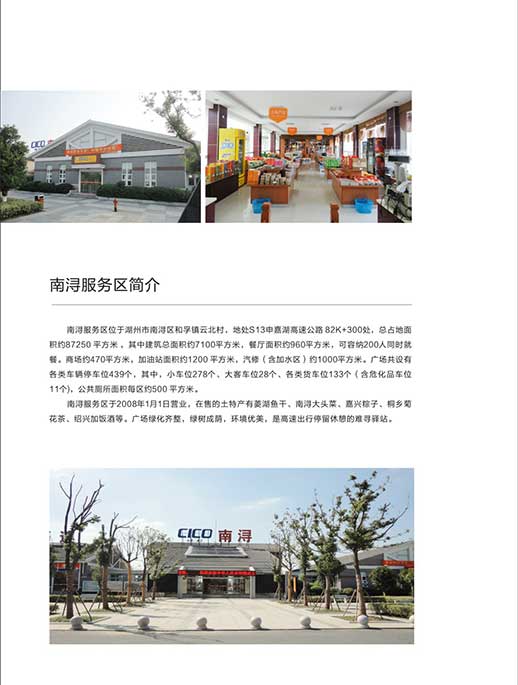 CICO
南浔服务区简介
南浔服务区位于湖州市南浔区和孚镇云北村，地处S13申嘉湖高速公路 82K+300处，总占地面
积约87250 平方米 。其中建筑总面积约7100平方米，餐厅面积约960平方米，可容纳200人同时就
餐。商场约470平方米，加油站面积约1200 平方米，汽修（含加水区）约1000平方米。广场共设有
各类车辆停车位439个，其中，小车位278个、大客车位28个、各类货车位133个（含危化品车位
11个)，公共厕所面积每区约500 平方米。
南浔服务区于2008年1月1日营业，在售的土特产有菱湖鱼干、南浔大头菜、嘉兴粽子、桐乡菊
花茶、绍兴加饭酒等。广场绿化齐整，绿树成荫，环境优美，是高速出行停留休憩的难寻驿站。
CICO 南浔